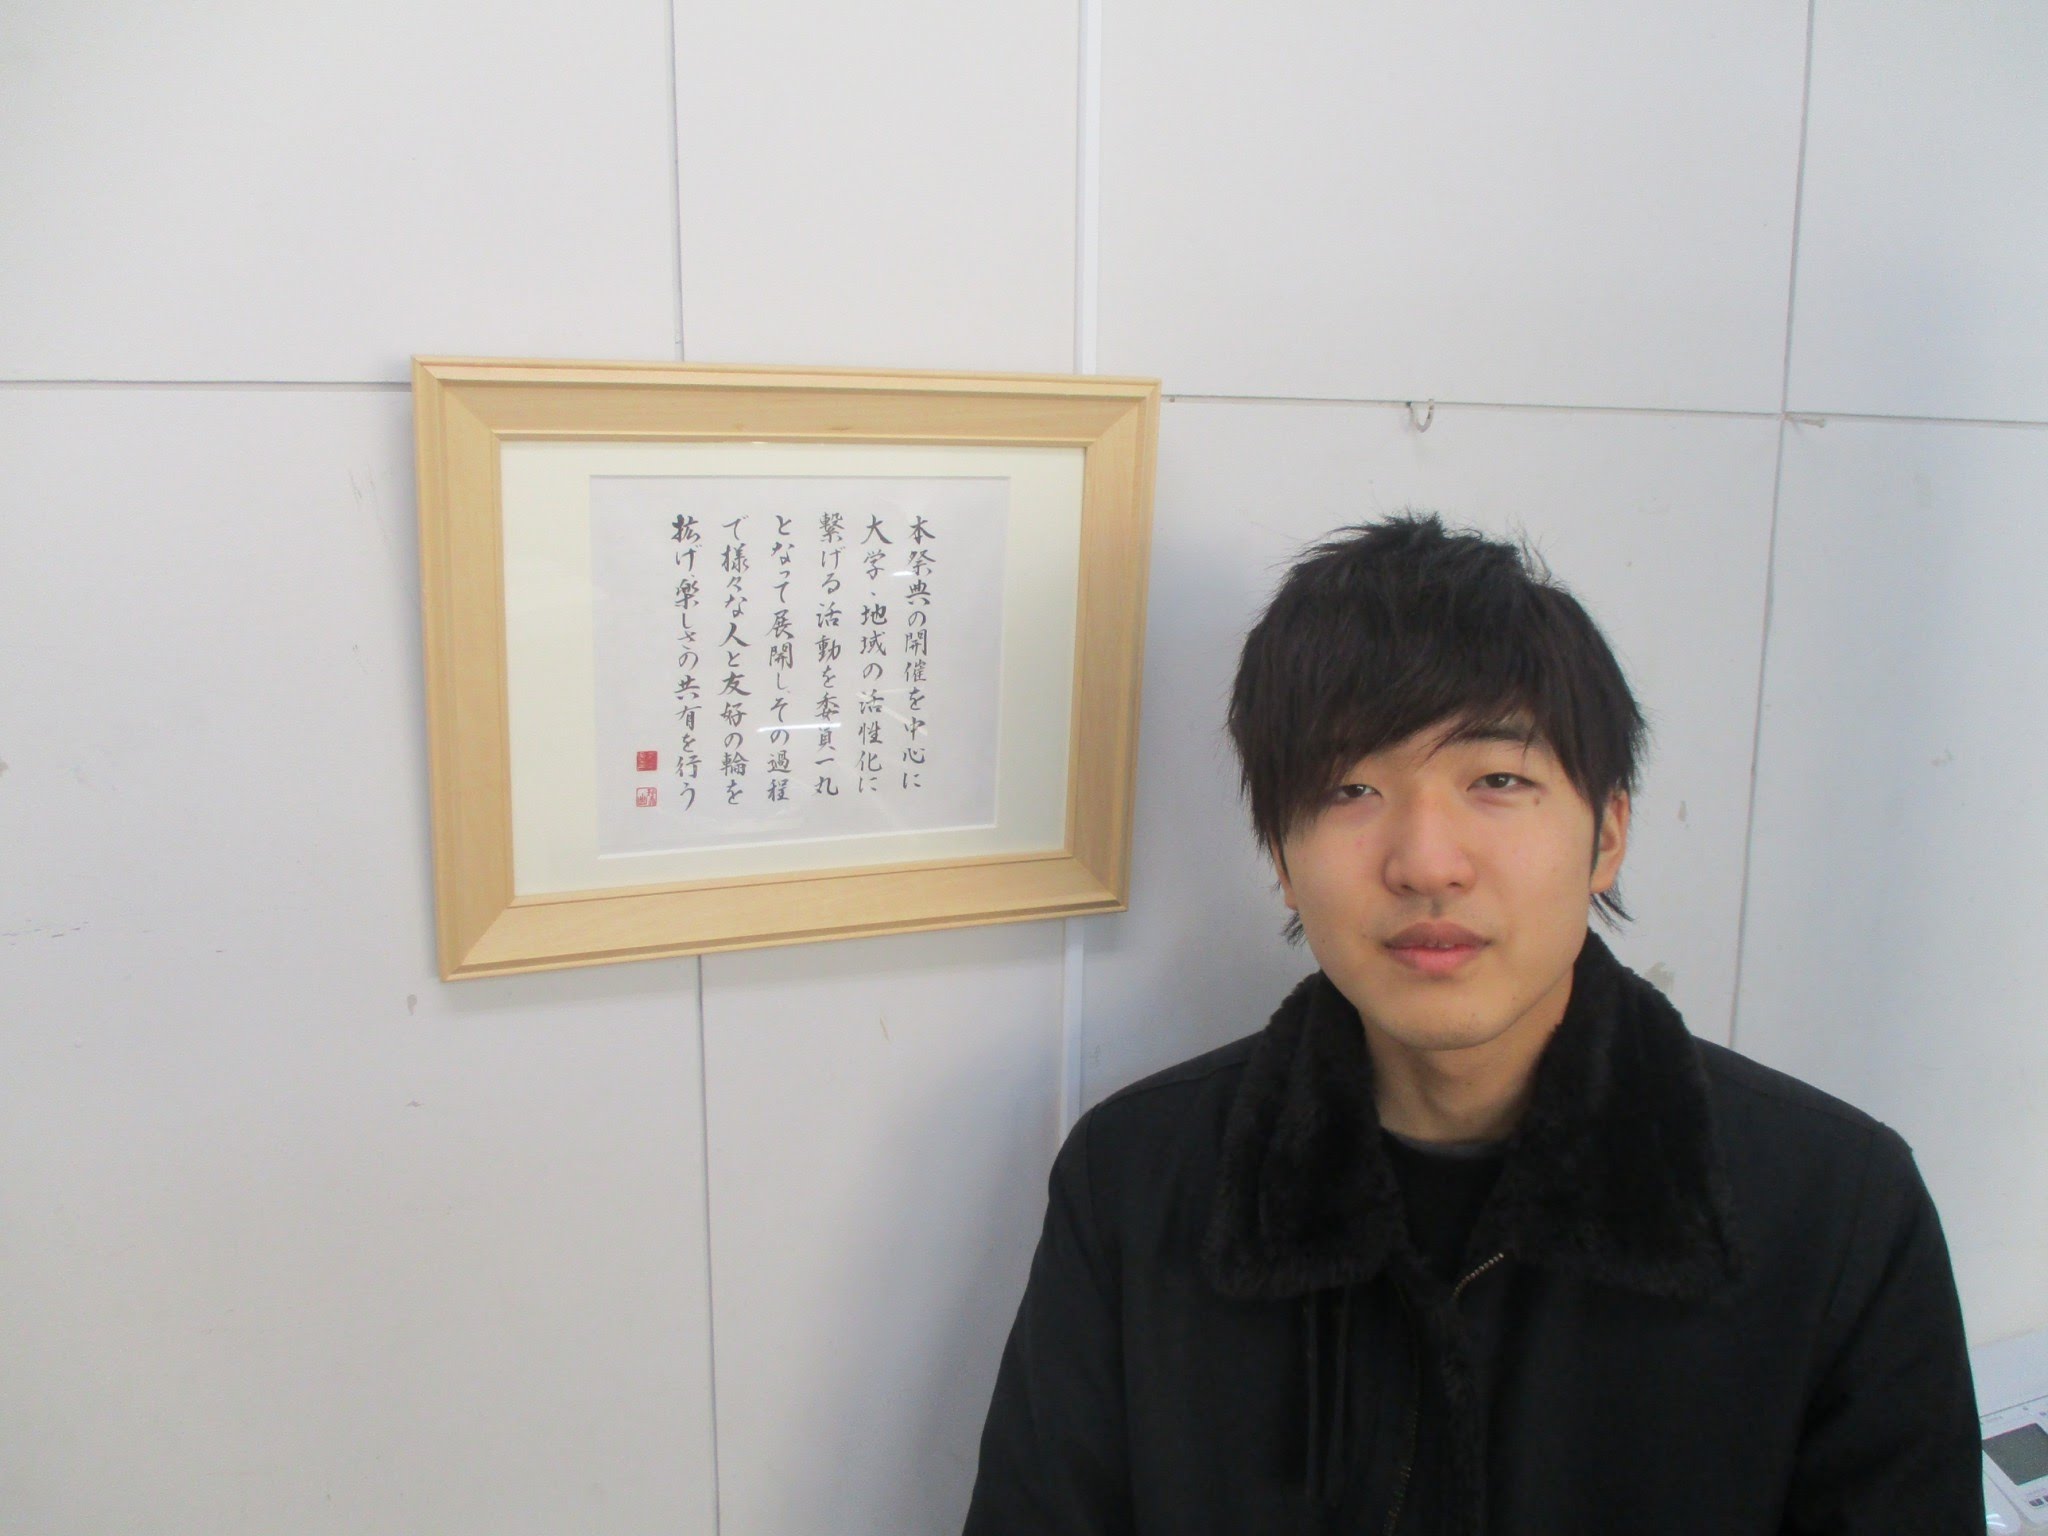 本祭典の開催を中心に
大学・地域の活性化に
繋げる活動を委員一丸
となって展開し、その過程
で様々な人と友好の輪を
拡げ、楽しさの共有を行う